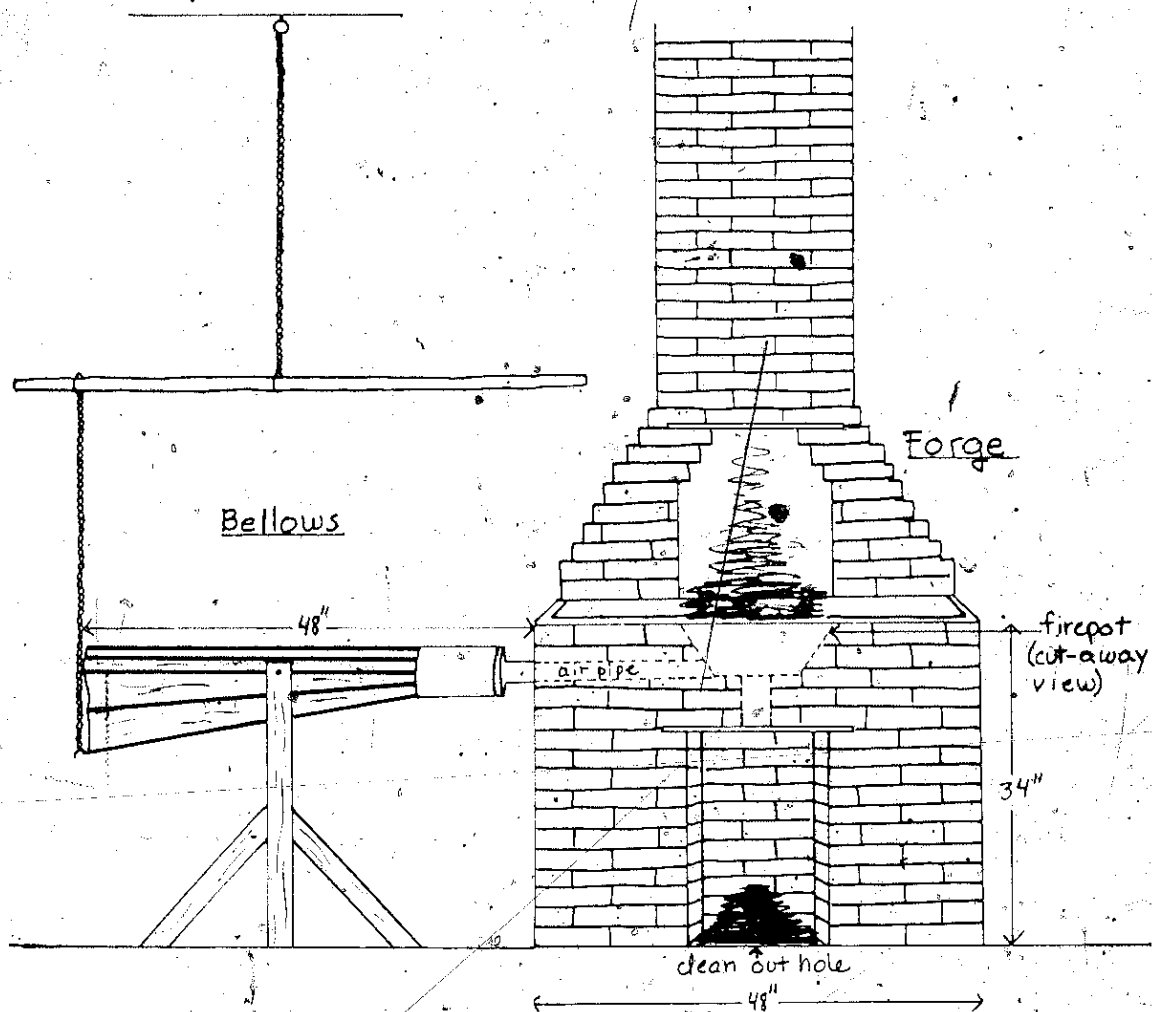 Forge
Bellows
48"
firepot
(cut-away
view)
air pipe
34"
clean out hole
48"